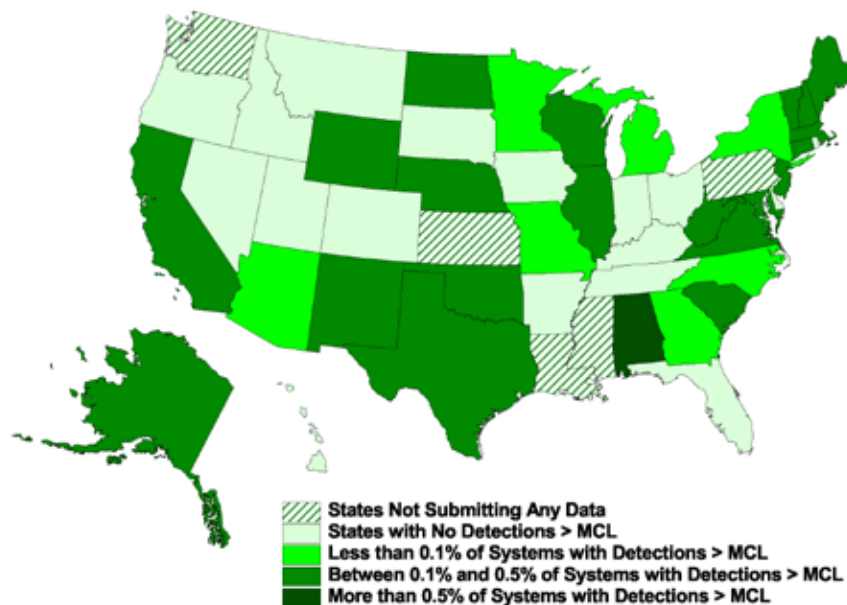 States Not Submitting Any Data
States with No Detections > MCL
Less than 0.1% of Systems with Detections > MCL
Between 0.1% and 0.5% of Systems with Detections > MCL
More than 0.5% of Systems with Detections > MCL